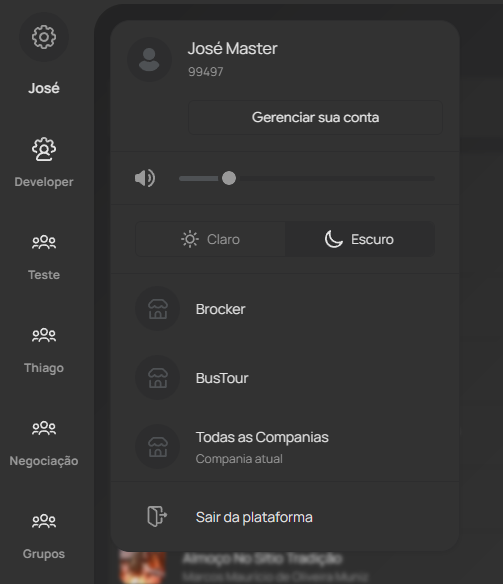 José
Developer
Teste
Thiago
Negociação
Grupos
José Master
99497
Gerenciar sua conta
Claro
Escuro
Brocker
BusTour
Todas as Companias
Compania atual
Sair da plataforma
Almoço No Sítio Tradição
Marcos Mauricio de Oliveira Muniz